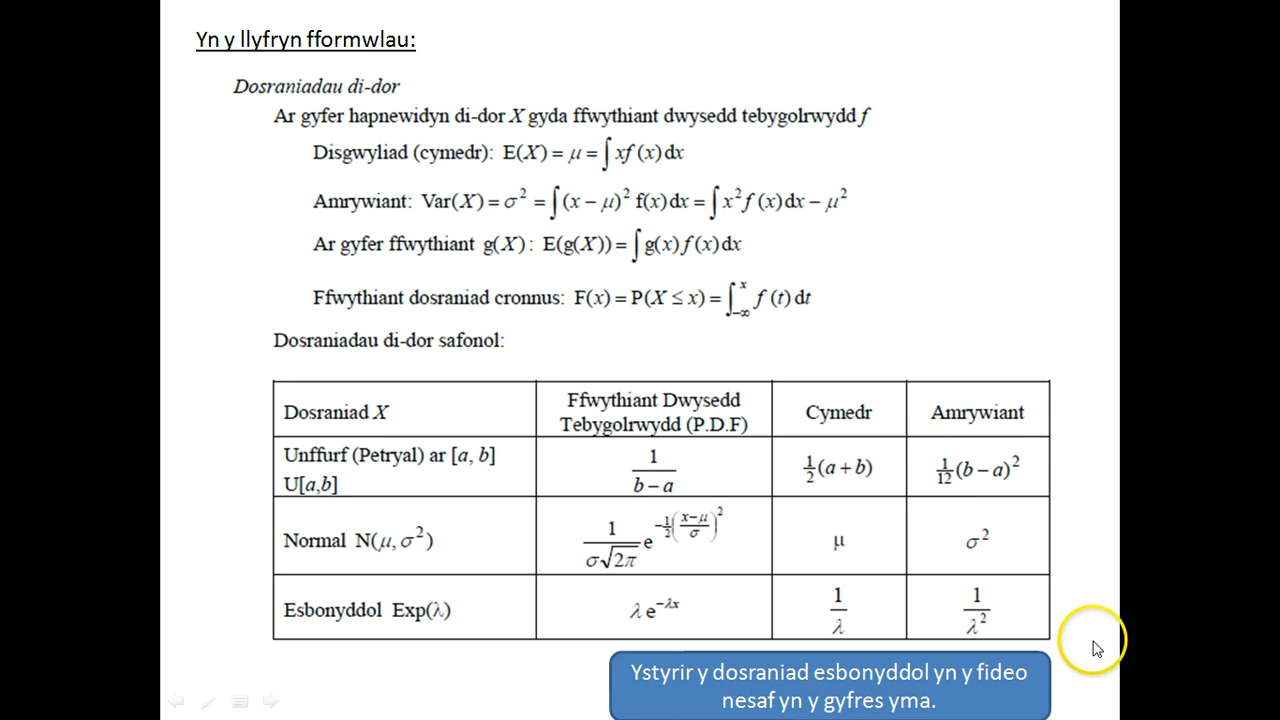 Yn y llyfryn fformwlau:
Dosraniadau di-dor
Ar gyfer hapnewidyn di-dor X gyda ffwythiant dwysedd tebygolrwydd f
Disgwyliad (cymedr): E(X) = μ = ∫ xf (x) dx
Amrywiant: Var(X) = σ² = ∫(x − μ)² f(x) dx = ∫ x² f (x) dx − μ²
Ar gyfer ffwythiant g(X): E(g(X)) = ∫ g(x) f (x) dx
Ffwythiant dosraniad cronnus: F(x) = P(X ≤ x) = ∫_{−∞}^{x} f (t) dt
Dosraniadau di-dor safonol:
Dosraniad X | Ffwythiant Dwysedd Tebygolrwydd (P.D.F) | Cymedr | Amrywiant
Unffurf (Petryal) ar [a, b] U[a,b] | 1/(b − a) | ½(a + b) | 1/12 (b − a)²
Normal N(μ, σ²) | 1/(σ√2π) e^{−½((x−μ)/σ)²} | μ | σ²
Esbonyddol Exp(λ) | λ e^{−λx} | 1/λ | 1/λ²
Ystyrir y dosraniad esbonyddol yn y fideo
nesaf yn y gyfres yma.